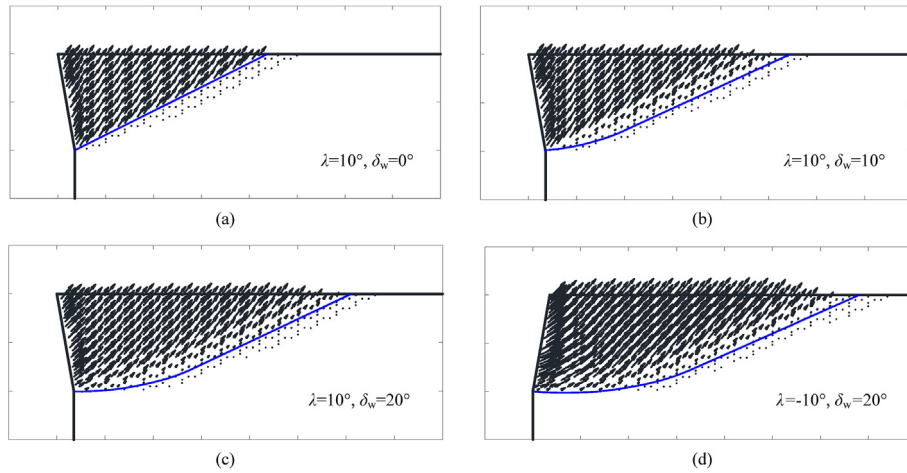 λ=10°, δw=0°
(a)
λ=10°, δw=10°
(b)
λ=10°, δw=20°
(c)
λ=-10°, δw=20°
(d)